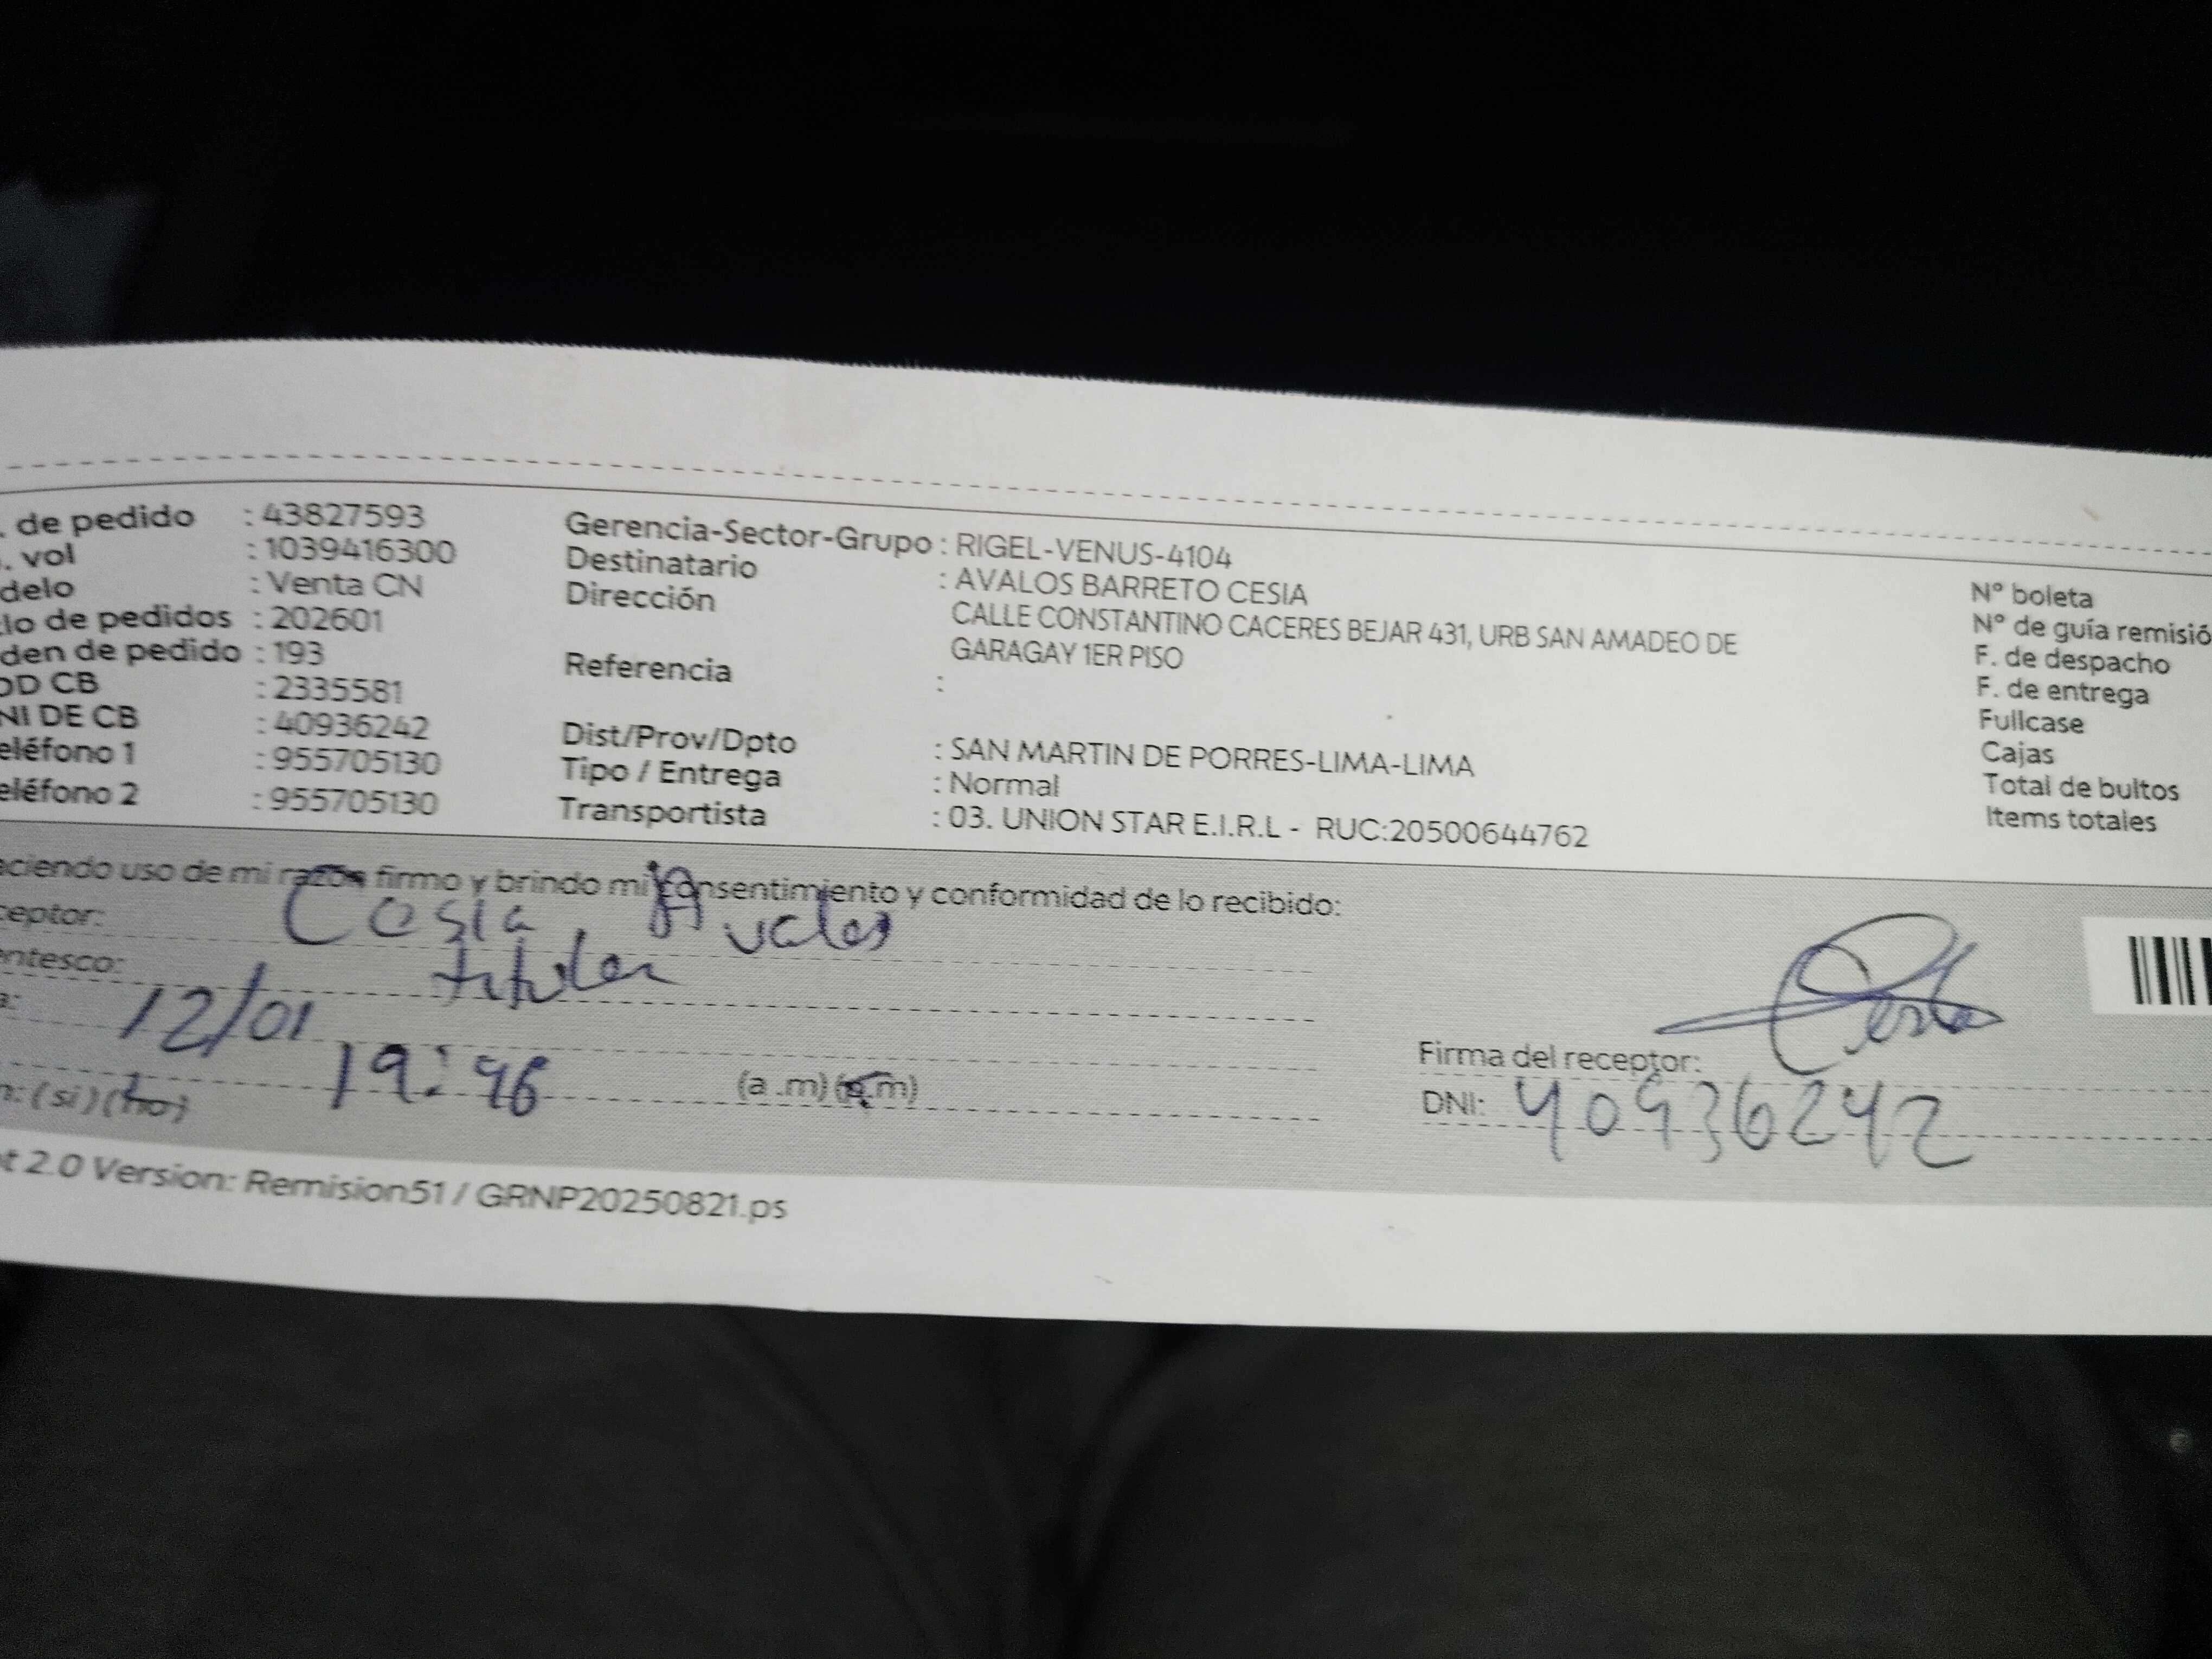 . de pedido : 43827593
. vol : 1039416300
delo : Venta CN
lo de pedidos : 202601
den de pedido : 193
OD CB : 2335581
NI DE CB : 40936242
eléfono 1 : 955705130
eléfono 2 : 955705130
Gerencia-Sector-Grupo : RIGEL-VENUS-4104
Destinatario : AVALOS BARRETO CESIA
Dirección CALLE CONSTANTINO CACERES BEJAR 431, URB SAN AMADEO DE
GARAGAY 1ER PISO
Referencia :
Dist/Prov/Dpto : SAN MARTIN DE PORRES-LIMA-LIMA
Tipo / Entrega : Normal
Transportista : 03. UNION STAR E.I.R.L - RUC:20500644762
Nº boleta
Nº de guía remisió
F. de despacho
F. de entrega
Fullcase
Cajas
Total de bultos
Items totales
aciendo uso de mi razón firmo y brindo mi consentimiento y conformidad de lo recibido:
ceptor: Cesia Avalos
entesco: titular
a: 12/01
19:46 (a .m) (p.m)
n: (si) (no)
Firma del receptor: Cesia
DNI: 40936242
t 2.0 Version: Remision51 / GRNP20250821.ps